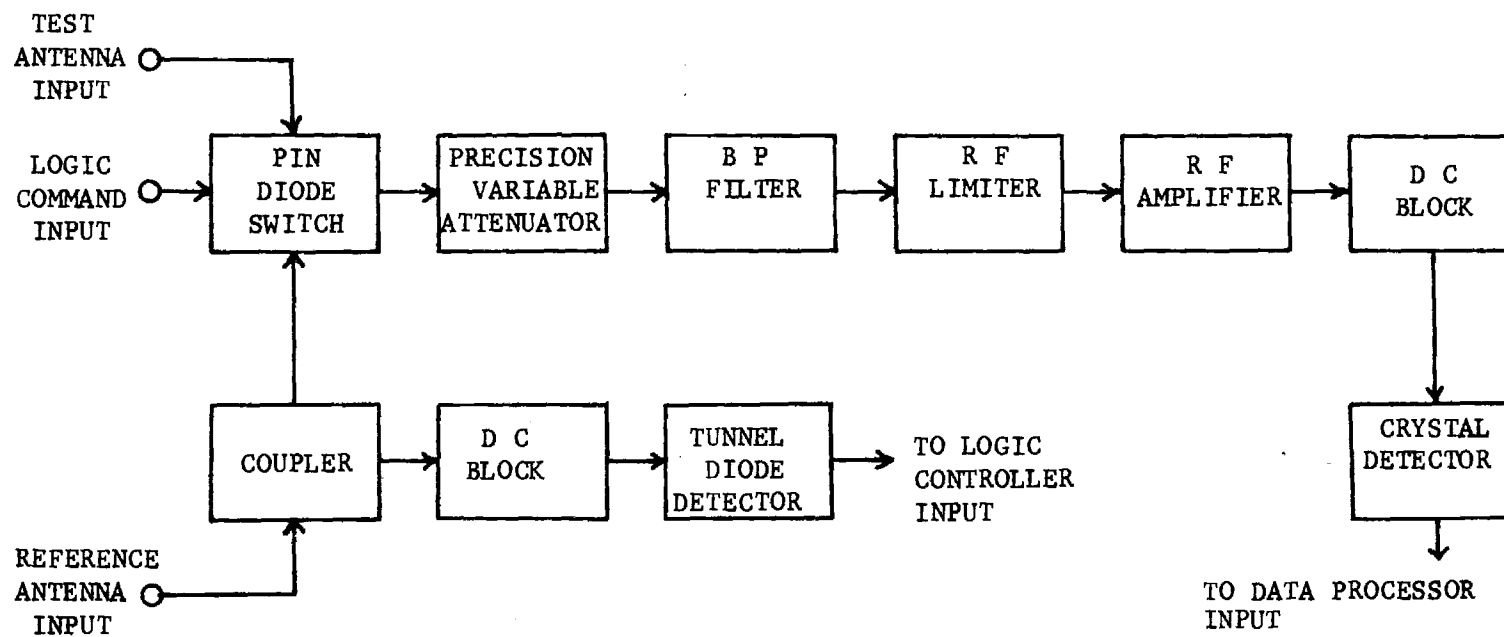 TEST
ANTENNA
INPUT
LOGIC
COMMAND
INPUT
PIN
DIODE
SWITCH
PRECISION
VARIABLE
ATTENUATOR
B P
FILTER
R F
LIMITER
R F
AMPLIFIER
D C
BLOCK
COUPLER
D C
BLOCK
TUNNEL
DIODE
DETECTOR
TO LOGIC
CONTROLLER
INPUT
CRYSTAL
DETECTOR
REFERENCE
ANTENNA
INPUT
TO DATA PROCESSOR
INPUT